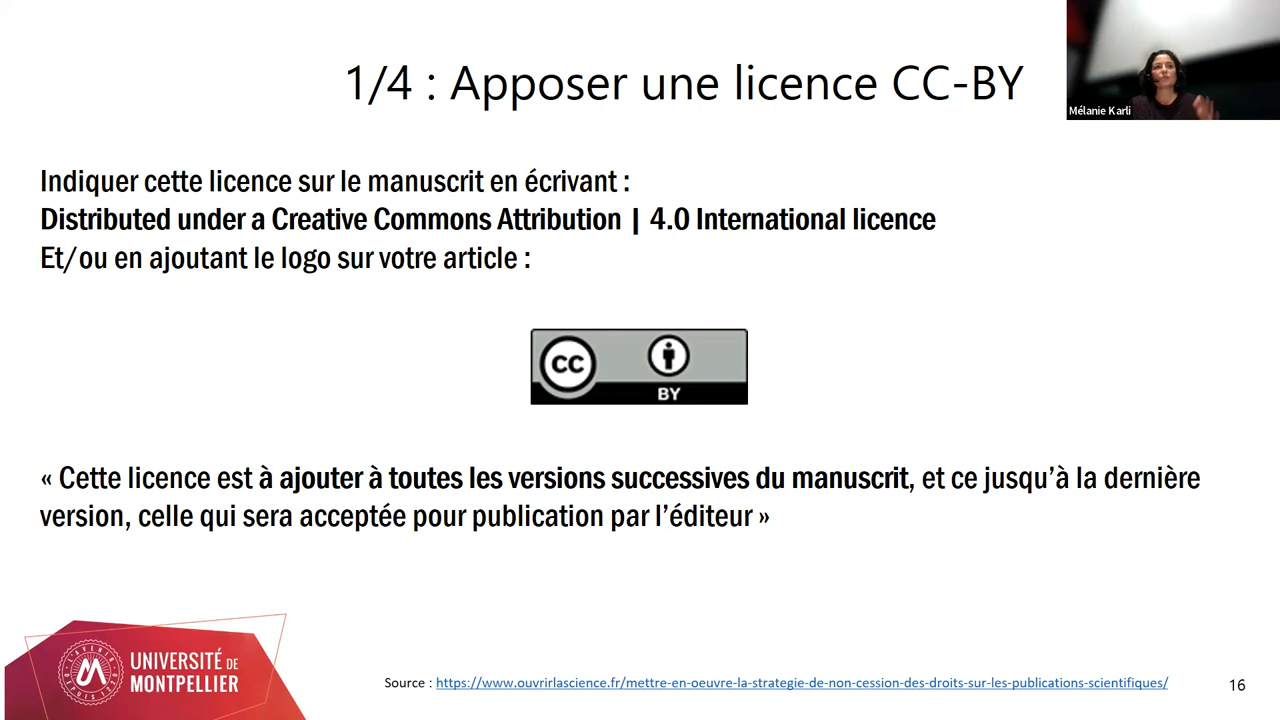 1/4 : Apposer une licence CC-BY
Mélanie Karli
Indiquer cette licence sur le manuscrit en écrivant :
Distributed under a Creative Commons Attribution | 4.0 International licence
Et/ou en ajoutant le logo sur votre article :
CC
BY
« Cette licence est à ajouter à toutes les versions successives du manuscrit, et ce jusqu'à la dernière
version, celle qui sera acceptée pour publication par l'éditeur »
UNIVERSITÉ DE
MONTPELLIER
Source : https://www.ouvrirlascience.fr/mettre-en-oeuvre-la-strategie-de-non-cession-des-droits-sur-les-publications-scientifiques/
16